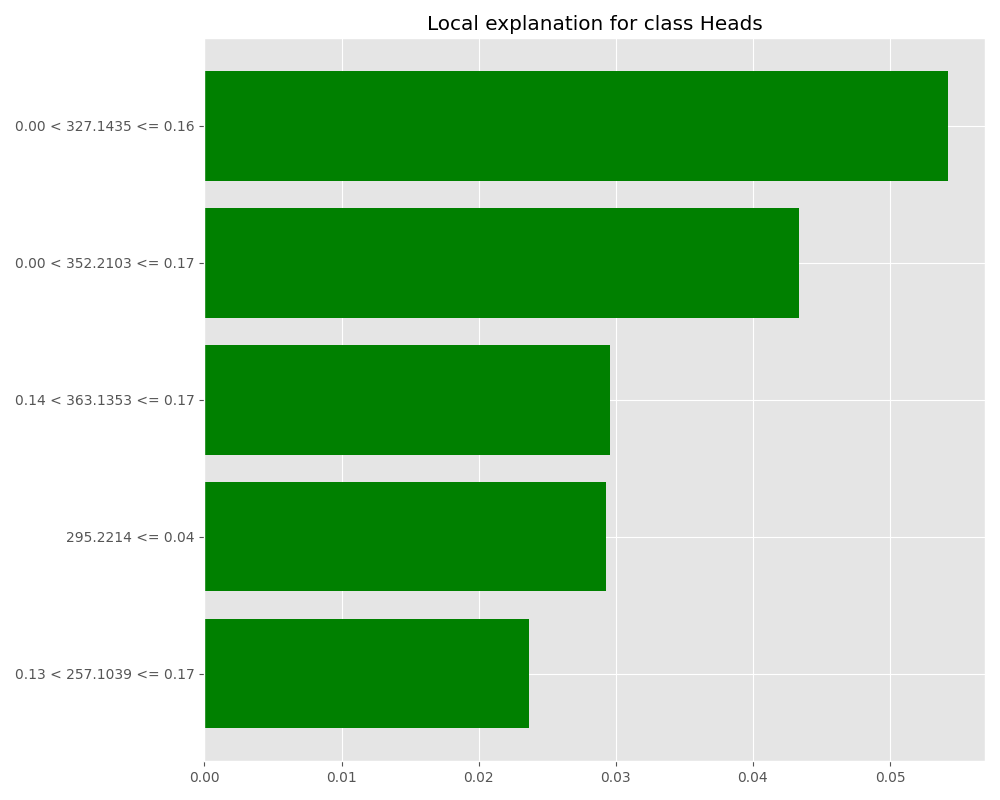 Local explanation for class Heads
0.00 < 327.1435 <= 0.16
0.00 < 352.2103 <= 0.17
0.14 < 363.1353 <= 0.17
295.2214 <= 0.04
0.13 < 257.1039 <= 0.17
0.00 0.01 0.02 0.03 0.04 0.05